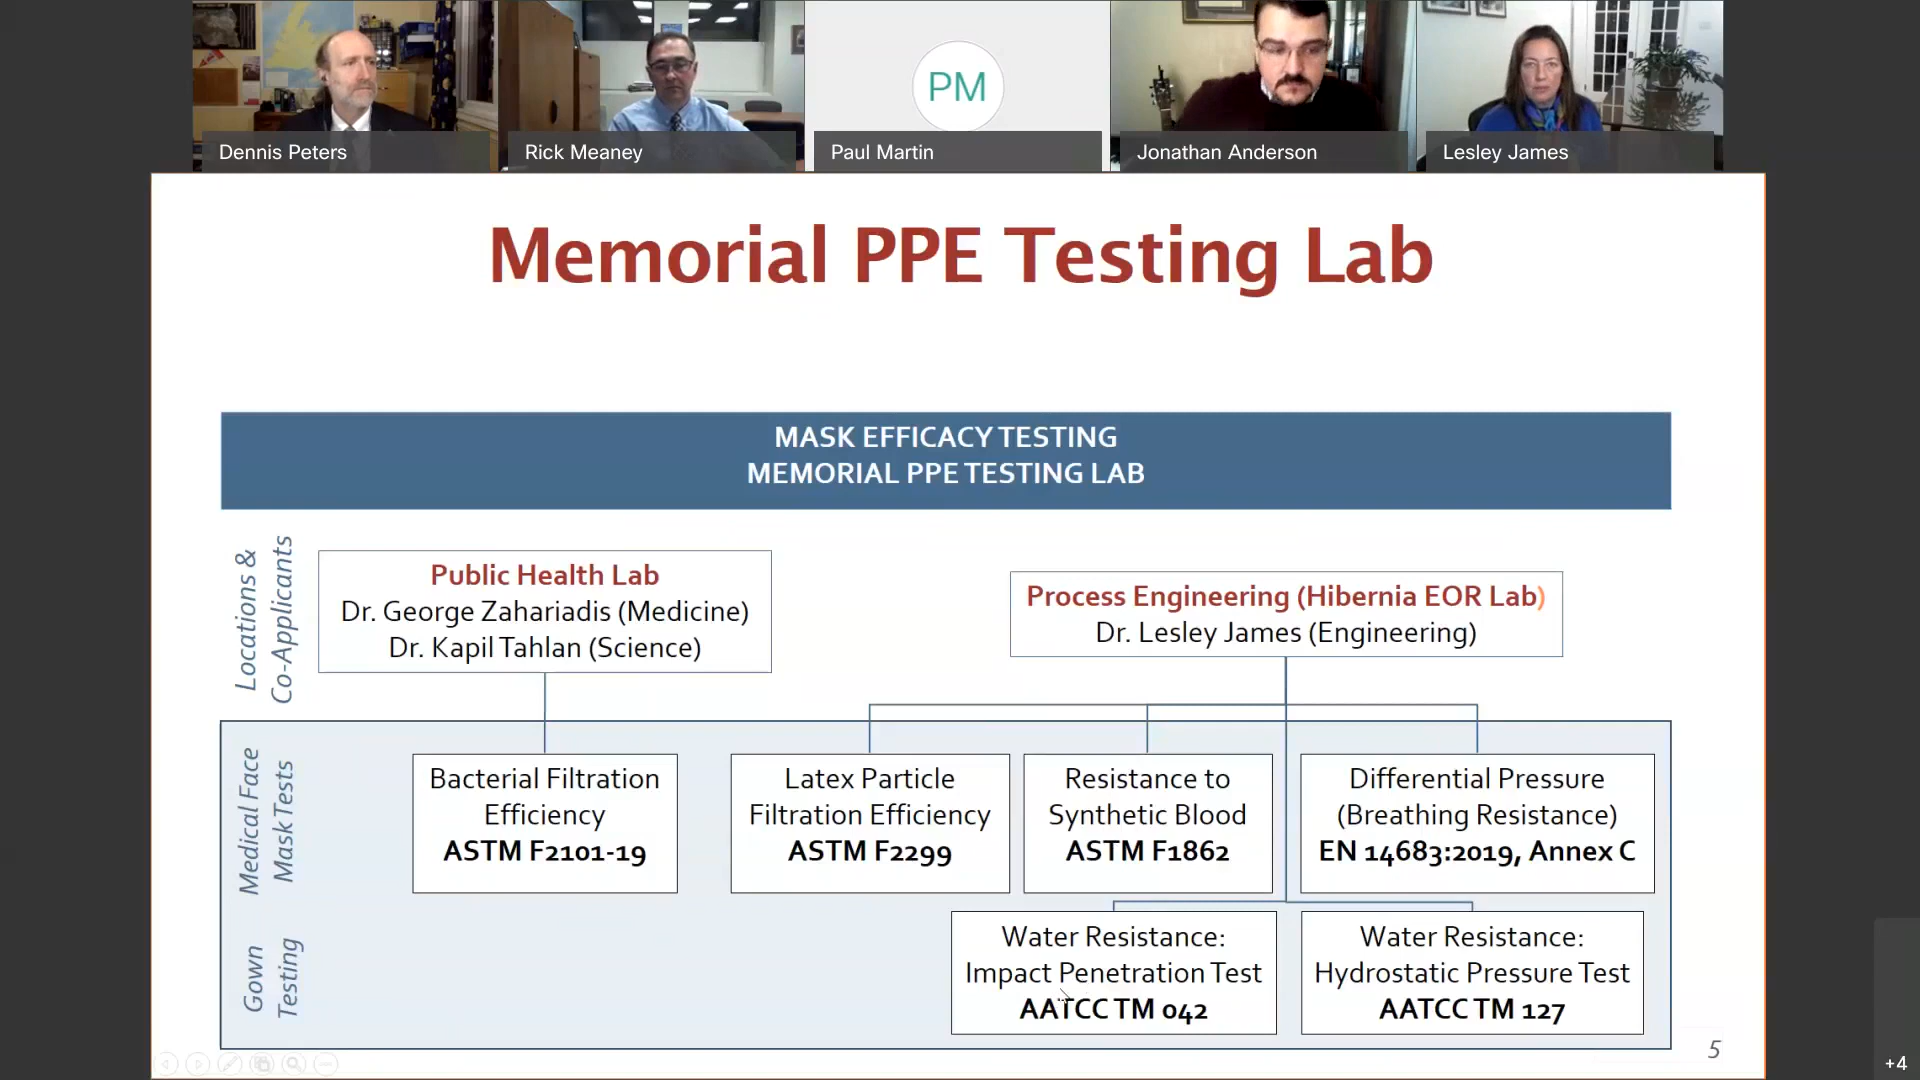 Dennis Peters
Rick Meaney
PM
Paul Martin
Jonathan Anderson
Lesley James
Memorial PPE Testing Lab
MASK EFFICACY TESTING
MEMORIAL PPE TESTING LAB
Locations &
Co-Applicants
Public Health Lab
Dr. George Zahariadis (Medicine)
Dr. Kapil Tahlan (Science)
Process Engineering (Hibernia EOR Lab)
Dr. Lesley James (Engineering)
Medical Face
Mask Tests
Bacterial Filtration
Efficiency
ASTM F2101-19
Latex Particle
Filtration Efficiency
ASTM F2299
Resistance to
Synthetic Blood
ASTM F1862
Differential Pressure
(Breathing Resistance)
EN 14683:2019, Annex C
Gown
Testing
Water Resistance:
Impact Penetration Test
AATCC TM 042
Water Resistance:
Hydrostatic Pressure Test
AATCC TM 127
5
+4